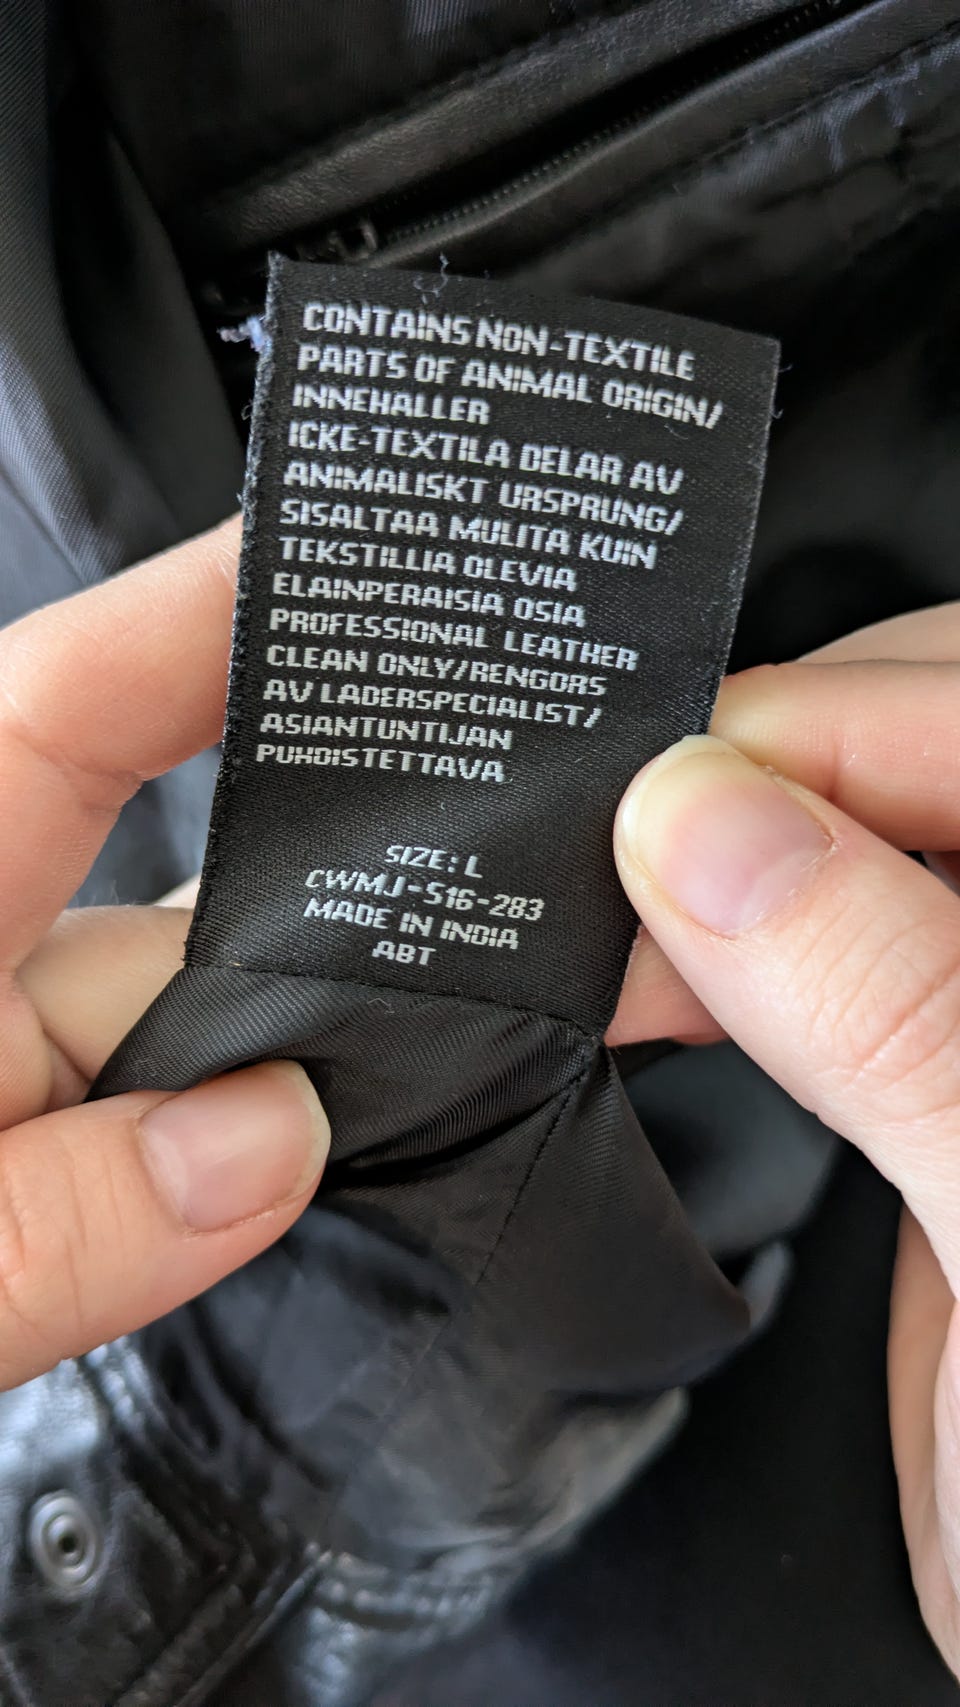 CONTAINS NON-TEXTILE
PARTS OF ANIMAL ORIGIN/
INNEHALLER
ICKE-TEXTILA DELAR AV
ANIMALISKT URSPRUNG/
SISALTAA MULITA KUIN
TEKSTILLIA OLEVIA
ELAINPERAISIA OSIA
PROFESSIONAL LEATHER
CLEAN ONLY/RENGORS
AV LADERSPECIALIST/
ASIANTUNTIJAN
PUHDISTETTAVA
SIZE: L
CWMJ-S16-283
MADE IN INDIA
ABT